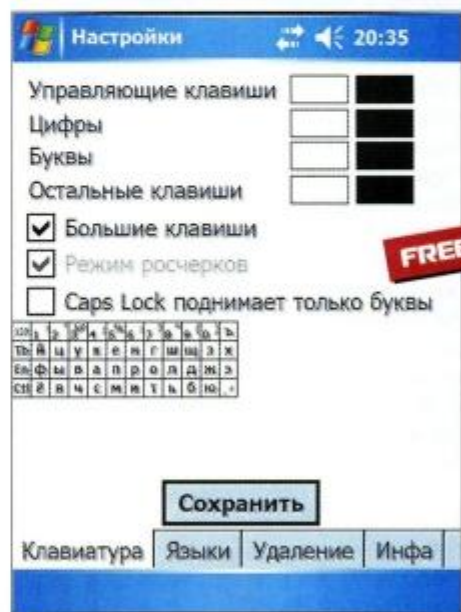 Настройки 20:35
Управляющие клавиши
Цифры
Буквы
Остальные клавиши
Большие клавиши
Режим росчерков
FREE
Caps Lock поднимает только буквы
й ц у к е н г ш щ з х
ф ы в а п р о л д ж э
ё я ч с м и т ь б ю
Сохранить
Клавиатура Языки Удаление Инфа